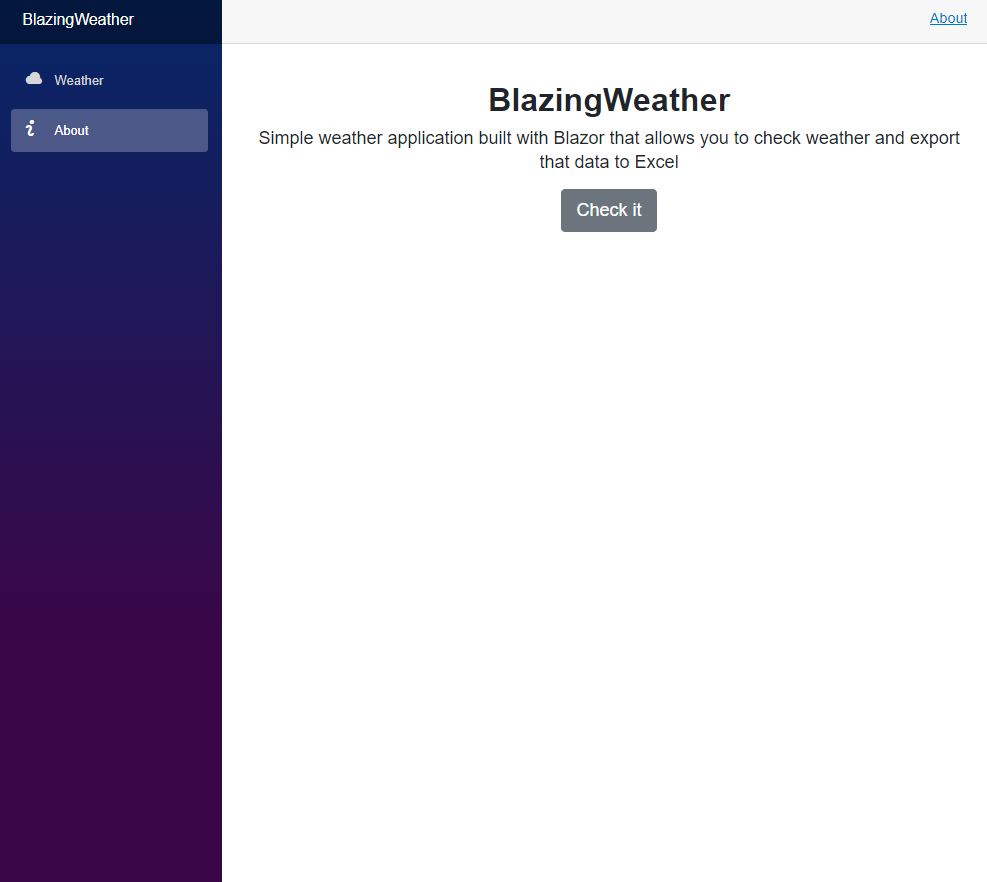 BlazingWeather
About
Weather
About
BlazingWeather
Simple weather application built with Blazor that allows you to check weather and export
that data to Excel
Check it